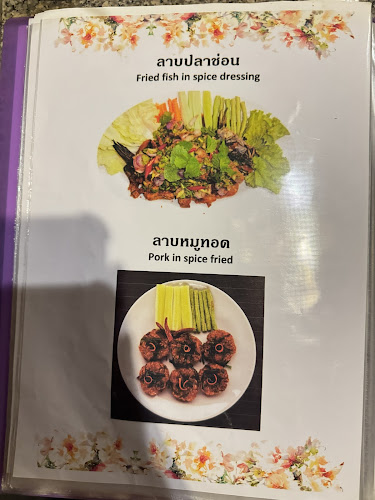 ลาบปลาช่อน
Fried fish in spice dressing
ลาบหมูทอด
Pork in spice fried